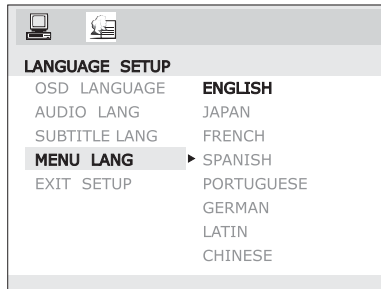 LANGUAGE SETUP
OSD LANGUAGE ENGLISH
AUDIO LANG JAPAN
SUBTITLE LANG FRENCH
MENU LANG ▶ SPANISH
EXIT SETUP PORTUGUESE
GERMAN
LATIN
CHINESE